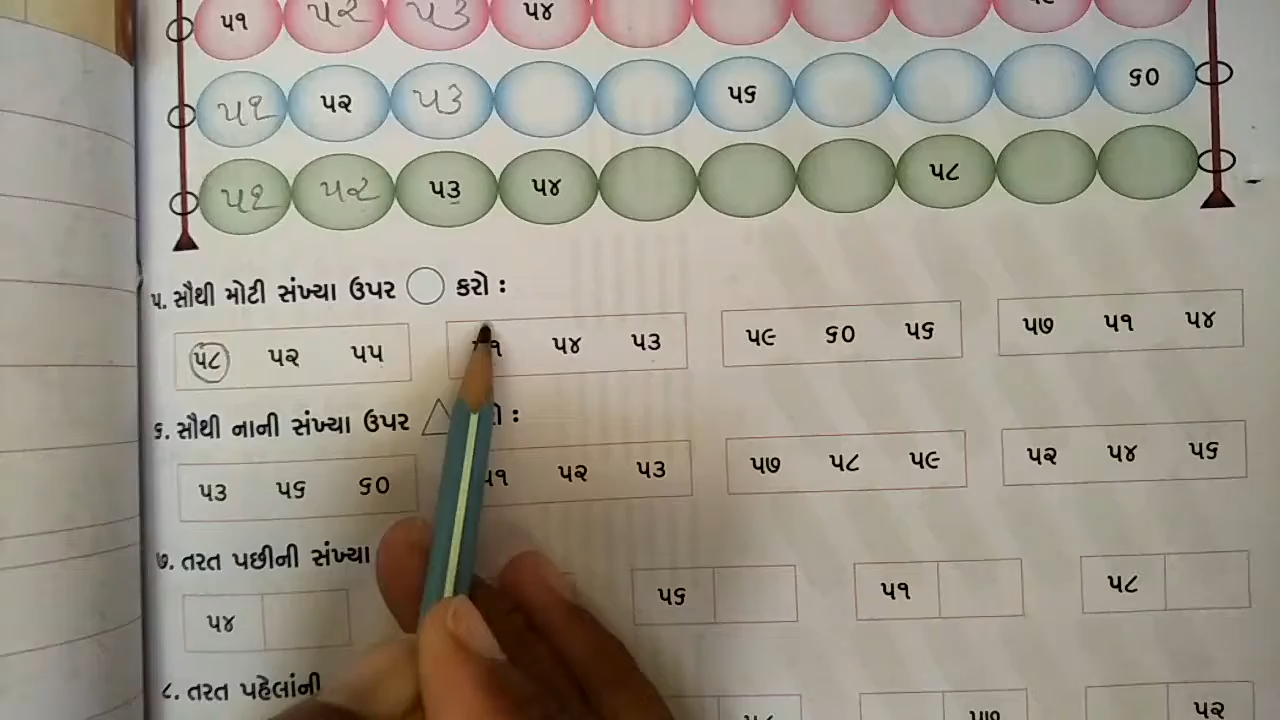 ૫૧ ૫૨ ૫૩ ૫૪
૫૧ ૫૨ ૫૩ ૫૬ ૬૦
૫૧ ૫૨ ૫૩ ૫૪ ૫૮
૫. સૌથી મોટી સંખ્યા ઉપર ◯ કરો :
૫૮ ૫૨ ૫૫ ૫૪ ૫૩ ૫૯ ૬૦ ૫૬ ૫૭ ૫૧ ૫૪
૬. સૌથી નાની સંખ્યા ઉપર △ :
૫૩ ૫૬ ૬૦ ૫૧ ૫૨ ૫૩ ૫૭ ૫૮ ૫૯ ૫૨ ૫૪ ૫૬
૭. તરત પછીની સંખ્યા
૫૪ ૫૬ ૫૧ ૫૮
૮. તરત પહેલાંની
૫૨